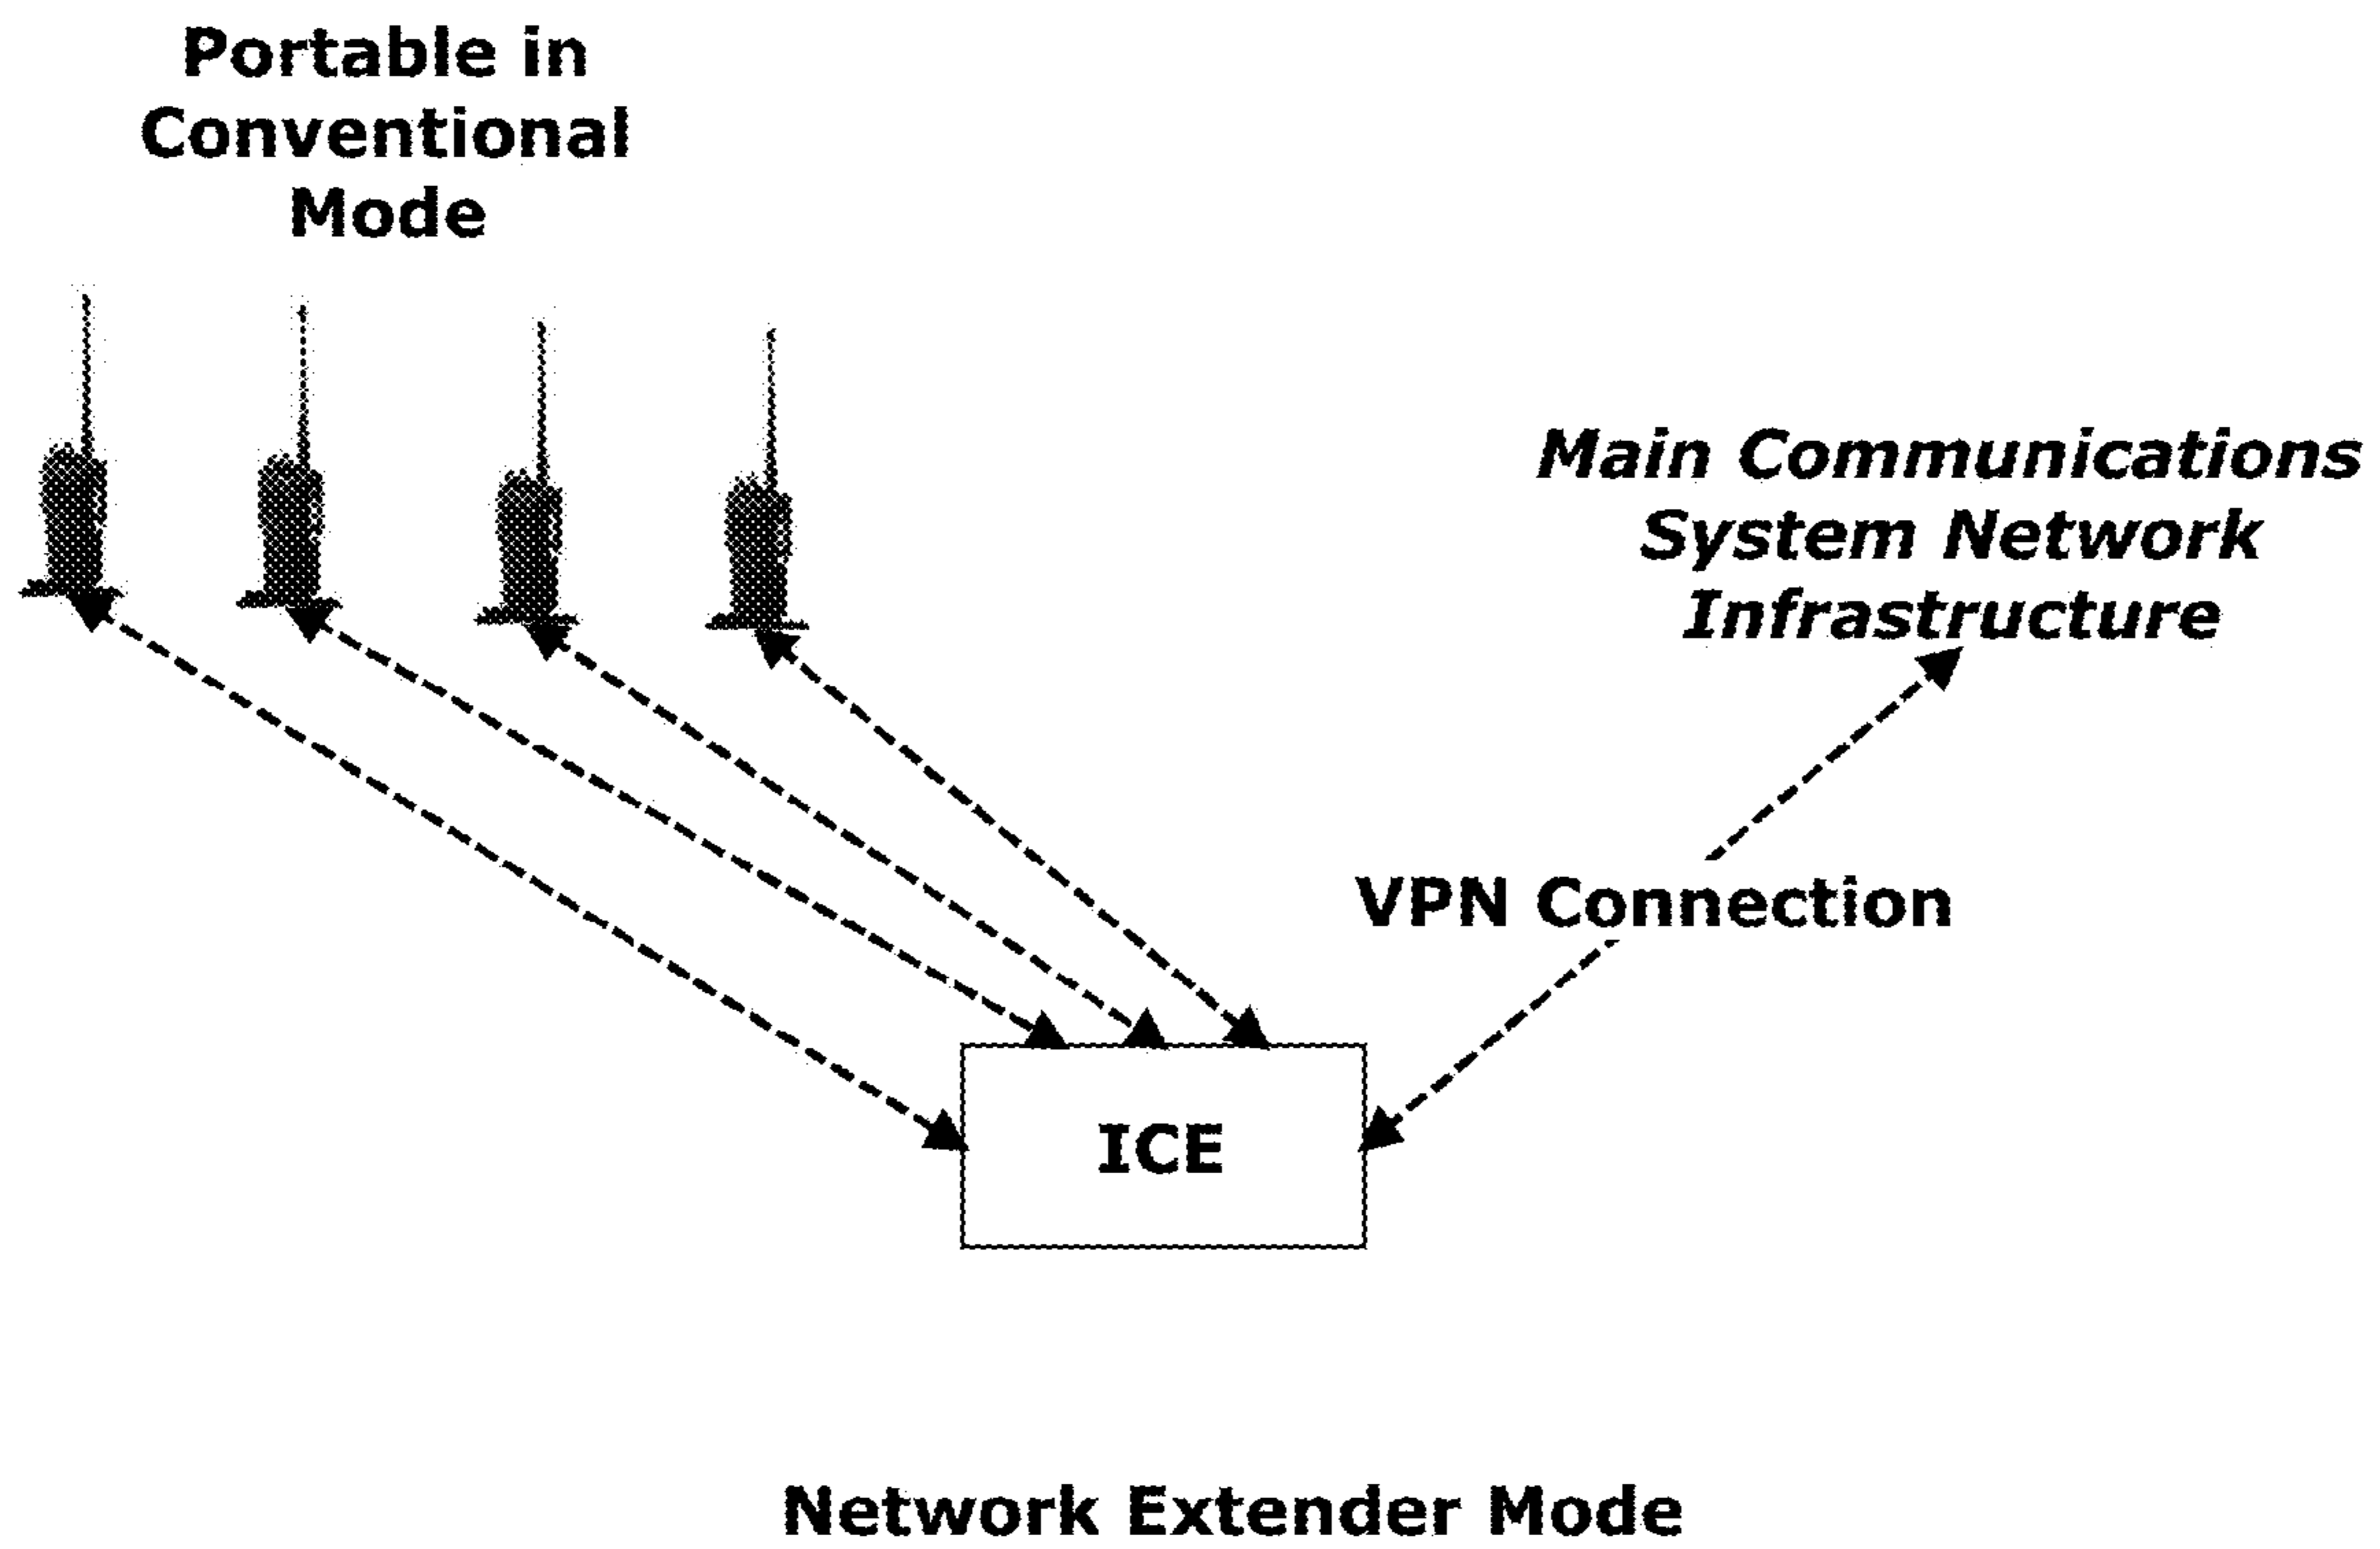 Portable in
Conventional
Mode
Main Communications
System Network
Infrastructure
VPN Connection
ICE
Network Extender Mode